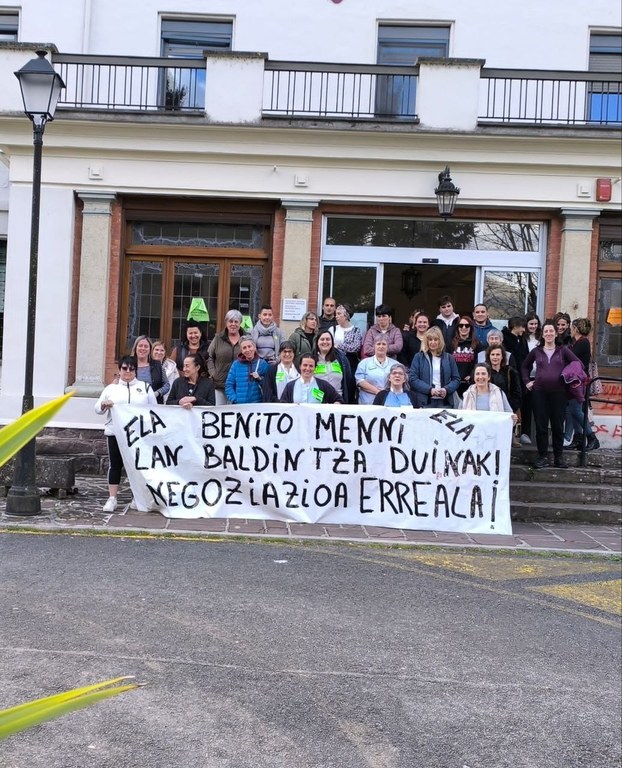 ELA BENITO MENNI ELA
LAN BALDINTZA DUINAK!
NEGOZIAZIOA ERREALA!